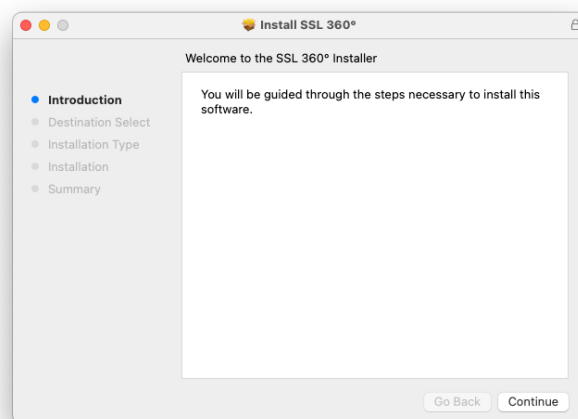 Install SSL 360°
Welcome to the SSL 360° Installer
Introduction
Destination Select
Installation Type
Installation
Summary
You will be guided through the steps necessary to install this
software.
Go Back
Continue